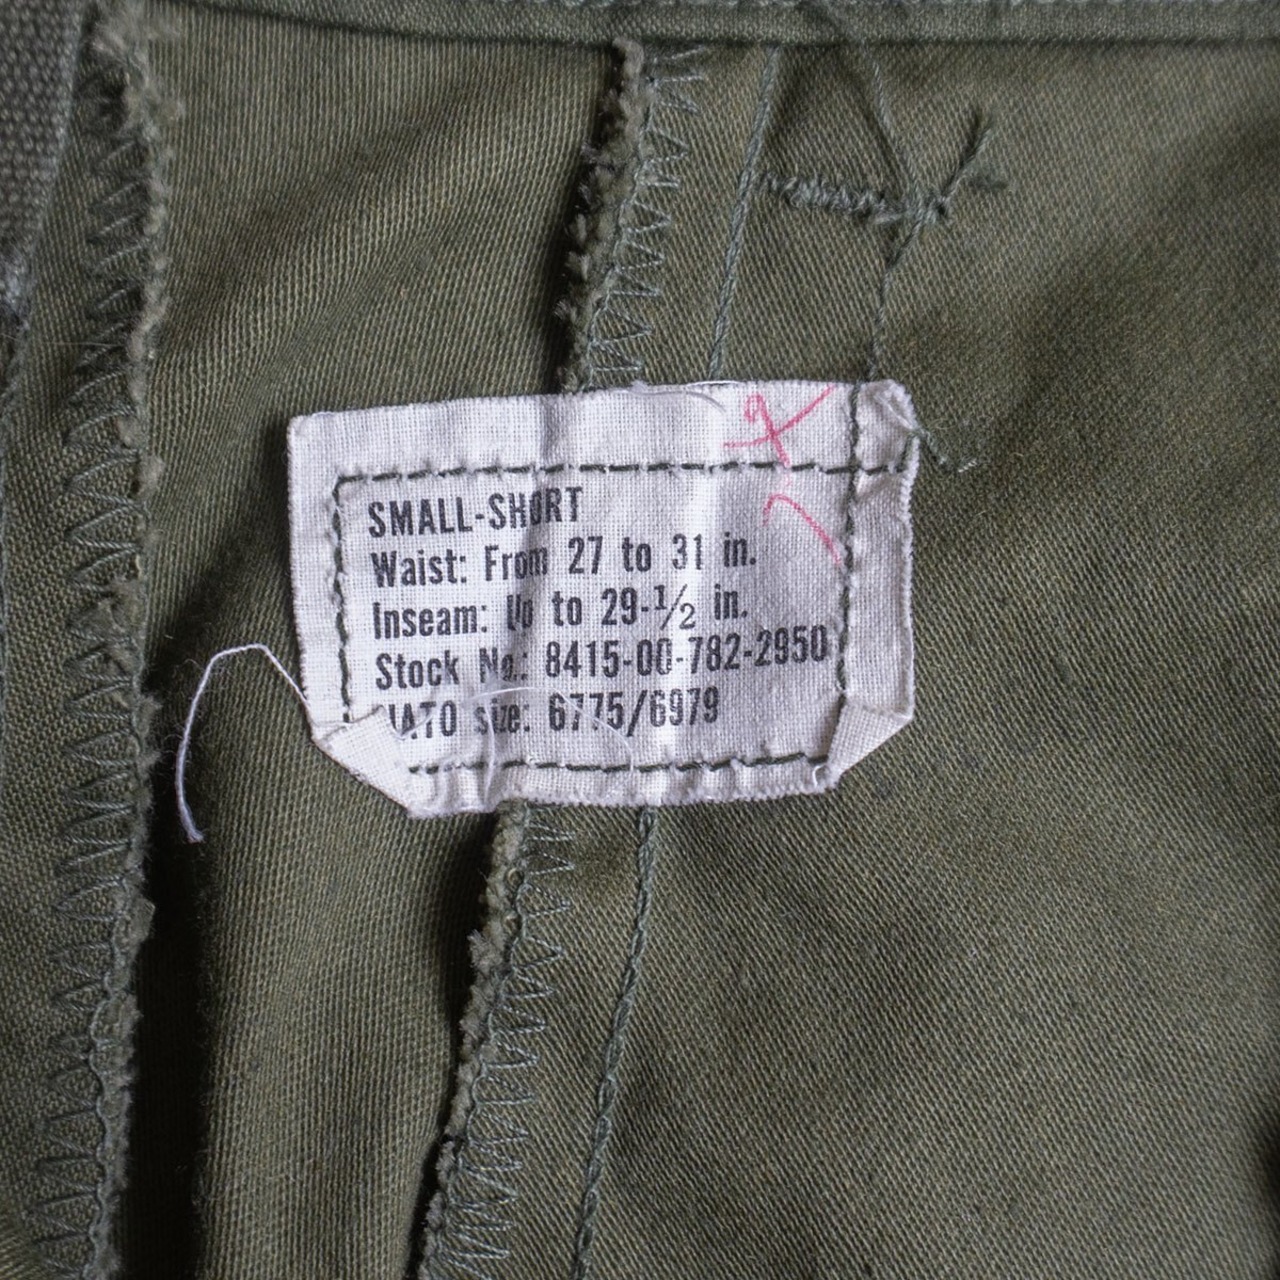 SMALL-SHORT
Waist: From 27 to 31 in.
Inseam: Up to 29-1/2 in.
Stock No.: 8415-00-782-2950
NATO size: 6775/6979